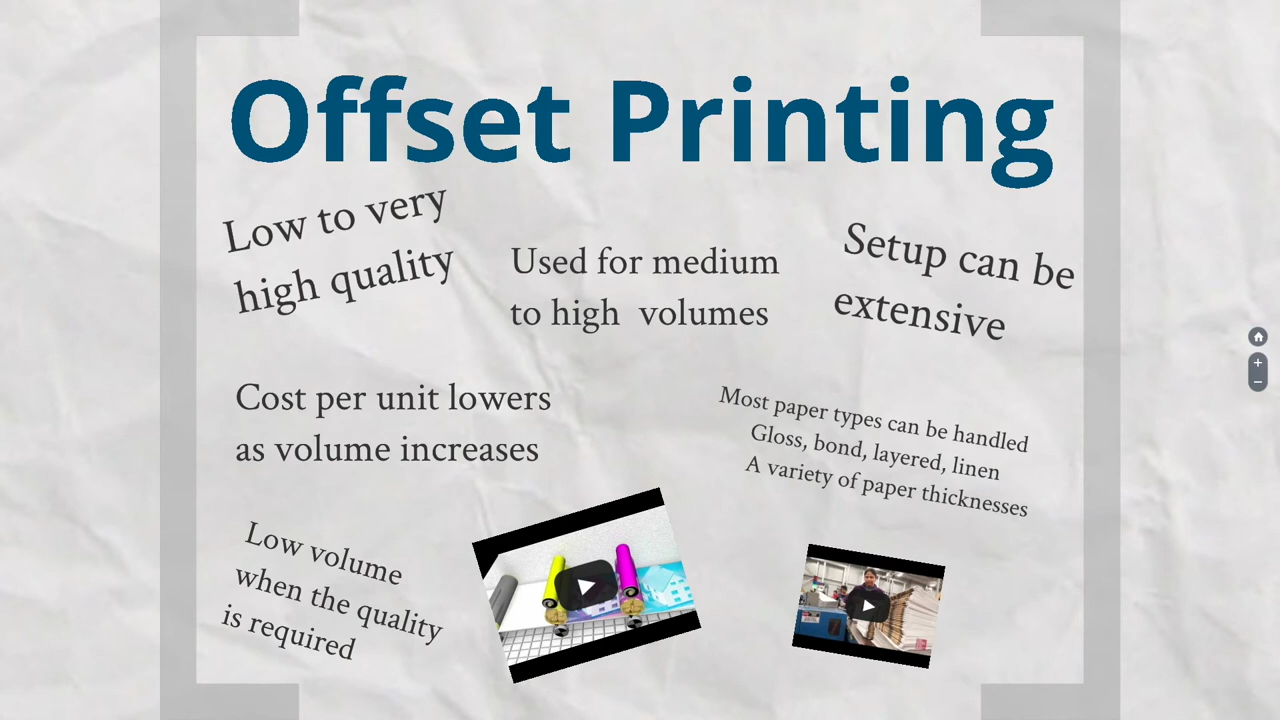 Offset Printing
Low to very
high quality
Used for medium
to high  volumes
Setup can be
extensive
Cost per unit lowers
as volume increases
Most paper types can be handled
Gloss, bond, layered, linen
A variety of paper thicknesses
Low volume
when the quality
is required